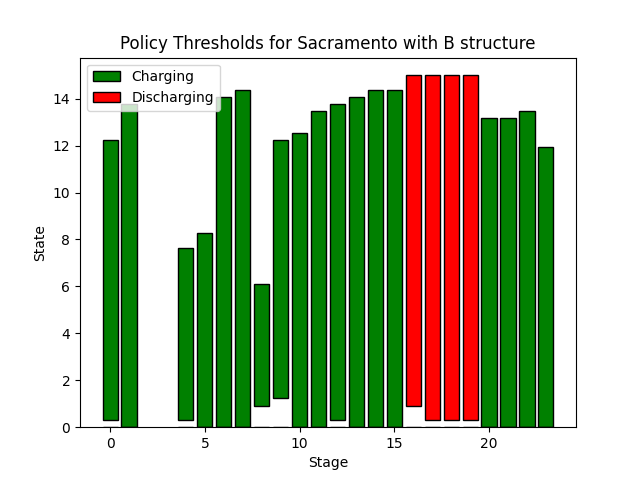 Policy Thresholds for Sacramento with B structure
Charging
Discharging
14
12
10
8
6
4
2
0
State
0
5
10
15
20
Stage